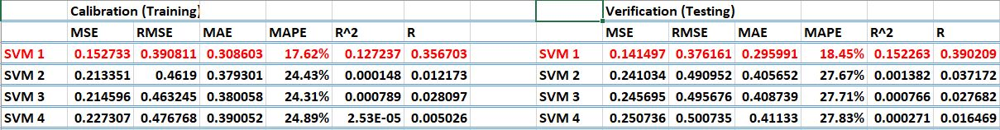 Calibration (Training) Verification (Testing)
MSE RMSE MAE MAPE R^2 R MSE RMSE MAE MAPE R^2 R
SVM 1 0.152733 0.390811 0.308603 17.62% 0.127237 0.356703 SVM 1 0.141497 0.376161 0.295991 18.45% 0.152263 0.390209
SVM 2 0.213351 0.4619 0.379301 24.43% 0.000148 0.012173 SVM 2 0.241034 0.490952 0.405652 27.67% 0.001382 0.037172
SVM 3 0.214596 0.463245 0.380058 24.31% 0.000789 0.028097 SVM 3 0.245695 0.495676 0.408739 27.71% 0.000766 0.027682
SVM 4 0.227307 0.476768 0.390052 24.89% 2.53E-05 0.005026 SVM 4 0.250736 0.500735 0.41133 27.83% 0.000271 0.016469